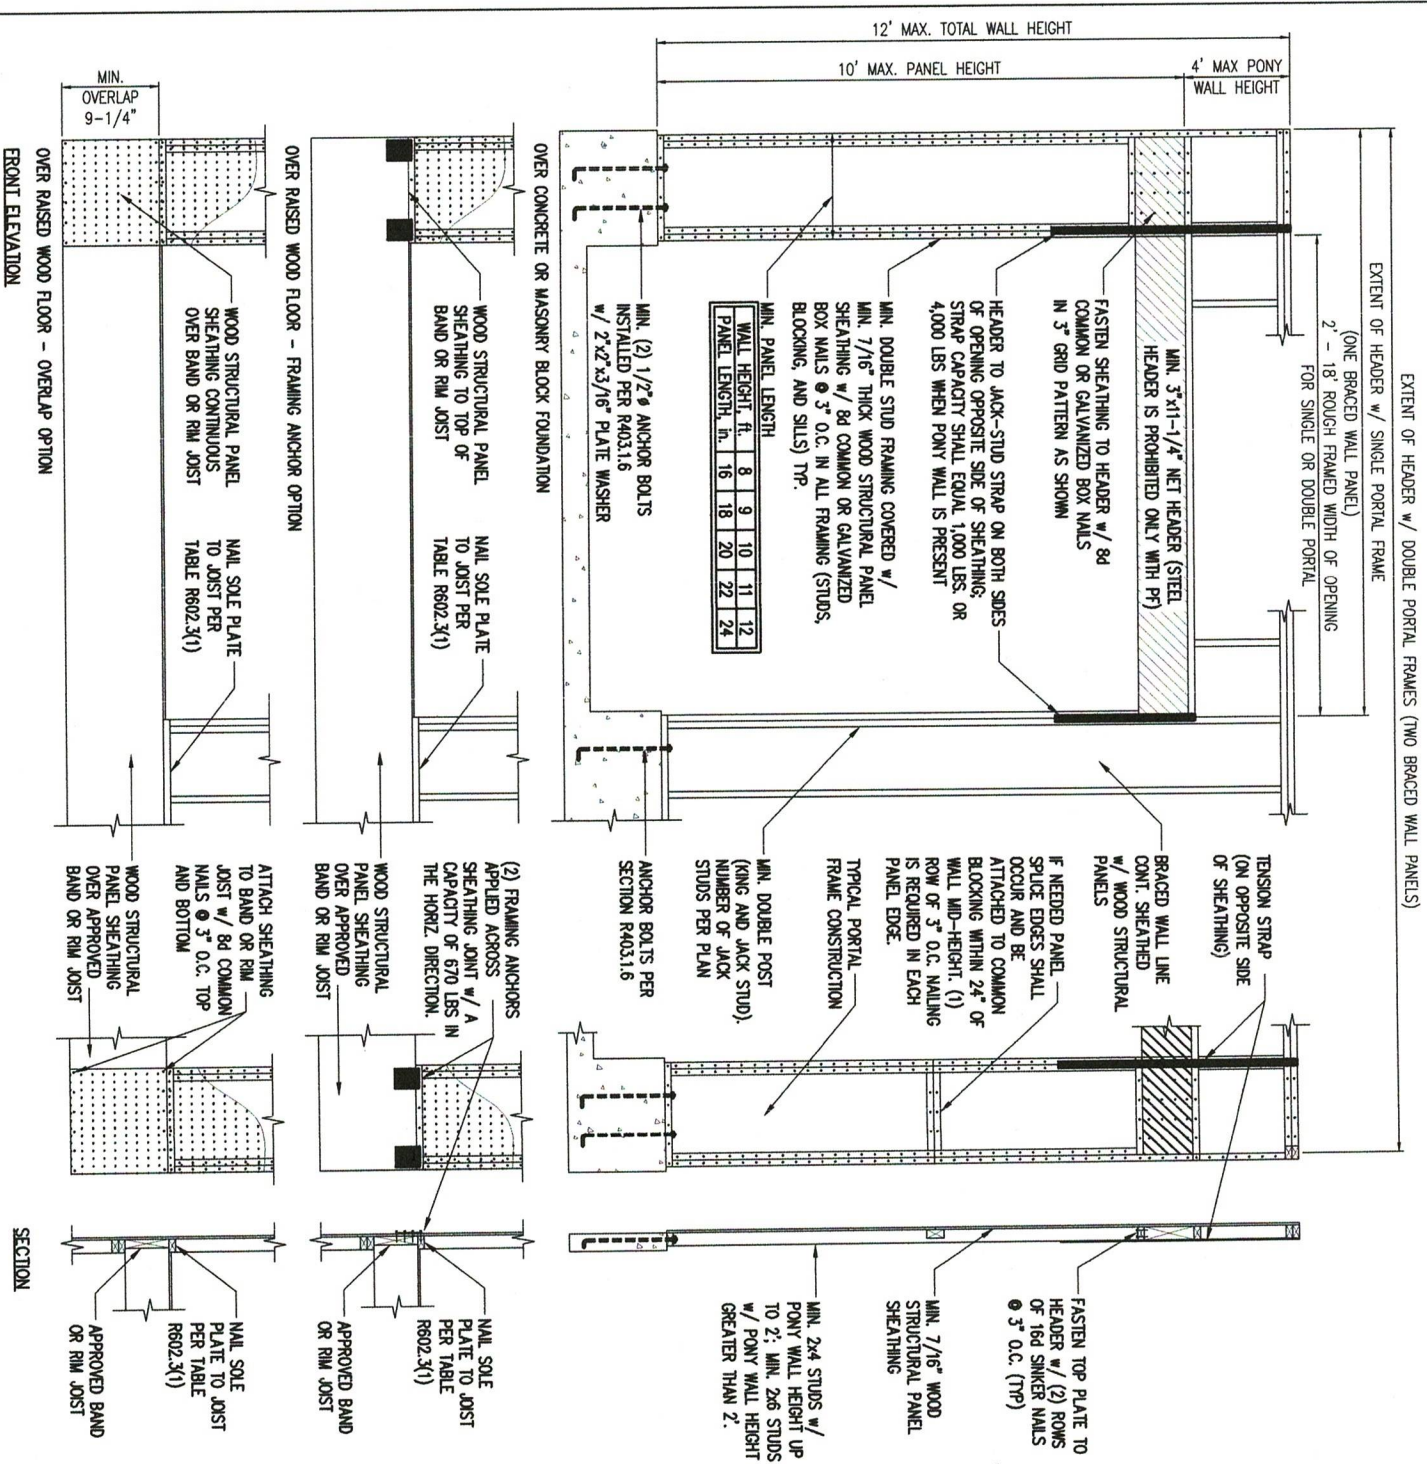 EXTENT OF HEADER w/ DOUBLE PORTAL FRAMES (TWO BRACED WALL PANELS)
EXTENT OF HEADER w/ SINGLE PORTAL FRAME
(ONE BRACED WALL PANEL)
2' - 18' ROUGH FRAMED WIDTH OF OPENING
FOR SINGLE OR DOUBLE PORTAL
12' MAX. TOTAL WALL HEIGHT
10' MAX. PANEL HEIGHT
4' MAX PONY
WALL HEIGHT
MIN. 3"x11-1/4" NET HEADER (STEEL
HEADER IS PROHIBITED ONLY WITH PF)
FASTEN SHEATHING TO HEADER w/ 8d
COMMON OR GALVANIZED BOX NAILS
IN 3" GRID PATTERN AS SHOWN
HEADER TO JACK-STUD STRAP ON BOTH SIDES
OF OPENING OPPOSITE SIDE OF SHEATHING;
STRAP CAPACITY SHALL EQUAL 1,000 LBS. OR
4,000 LBS WHEN PONY WALL IS PRESENT
MIN. DOUBLE STUD FRAMING COVERED w/
MIN. 7/16" THICK WOOD STRUCTURAL PANEL
SHEATHING w/ 8d COMMON OR GALVANIZED
BOX NAILS @ 3" O.C. IN ALL FRAMING (STUDS,
BLOCKING, AND SILLS) TYP.
MIN. PANEL LENGTH
WALL HEIGHT, ft. 8 9 10 11 12
PANEL LENGTH, in. 16 18 20 22 24
MIN. (2) 1/2"ø ANCHOR BOLTS
INSTALLED PER R403.1.6
w/ 2"x2"x3/16" PLATE WASHER
OVER CONCRETE OR MASONRY BLOCK FOUNDATION
TENSION STRAP
(ON OPPOSITE SIDE
OF SHEATHING)
BRACED WALL LINE
CONT. SHEATHED
w/ WOOD STRUCTURAL
PANELS
IF NEEDED PANEL
SPLICE EDGES SHALL
OCCUR AND BE
ATTACHED TO COMMON
BLOCKING WITHIN 24" OF
WALL MID-HEIGHT. (1)
ROW OF 3" O.C. NAILING
IS REQUIRED IN EACH
PANEL EDGE.
TYPICAL PORTAL
FRAME CONSTRUCTION
MIN. DOUBLE POST
(KING AND JACK STUD).
NUMBER OF JACK
STUDS PER PLAN
ANCHOR BOLTS PER
SECTION R403.1.6
FASTEN TOP PLATE TO
HEADER w/ (2) ROWS
OF 16d SINKER NAILS
@ 3" O.C. (TYP)
MIN. 7/16" WOOD
STRUCTURAL PANEL
SHEATHING
MIN. 2x4 STUDS w/
PONY WALL HEIGHT UP
TO 2'; MIN. 2x6 STUDS
w/ PONY WALL HEIGHT
GREATER THAN 2'.
WOOD STRUCTURAL PANEL
SHEATHING TO TOP OF
BAND OR RIM JOIST
NAIL SOLE PLATE
TO JOIST PER
TABLE R602.3(1)
OVER RAISED WOOD FLOOR - FRAMING ANCHOR OPTION
(2) FRAMING ANCHORS
APPLIED ACROSS
SHEATHING JOINT w/ A
CAPACITY OF 670 LBS IN
THE HORIZ. DIRECTION.
WOOD STRUCTURAL
PANEL SHEATHING
OVER APPROVED
BAND OR RIM JOIST
NAIL SOLE
PLATE TO JOIST
PER TABLE
R602.3(1)
APPROVED BAND
OR RIM JOIST
MIN.
OVERLAP
9-1/4"
WOOD STRUCTURAL PANEL
SHEATHING CONTINUOUS
OVER BAND OR RIM JOIST
NAIL SOLE PLATE
TO JOIST PER
TABLE R602.3(1)
OVER RAISED WOOD FLOOR - OVERLAP OPTION
FRONT ELEVATION
ATTACH SHEATHING
TO BAND OR RIM
JOIST w/ 8d COMMON
NAILS @ 3" O.C. TOP
AND BOTTOM
WOOD STRUCTURAL
PANEL SHEATHING
OVER APPROVED
BAND OR RIM JOIST
NAIL SOLE
PLATE TO JOIST
PER TABLE
R602.3(1)
APPROVED BAND
OR RIM JOIST
SECTION